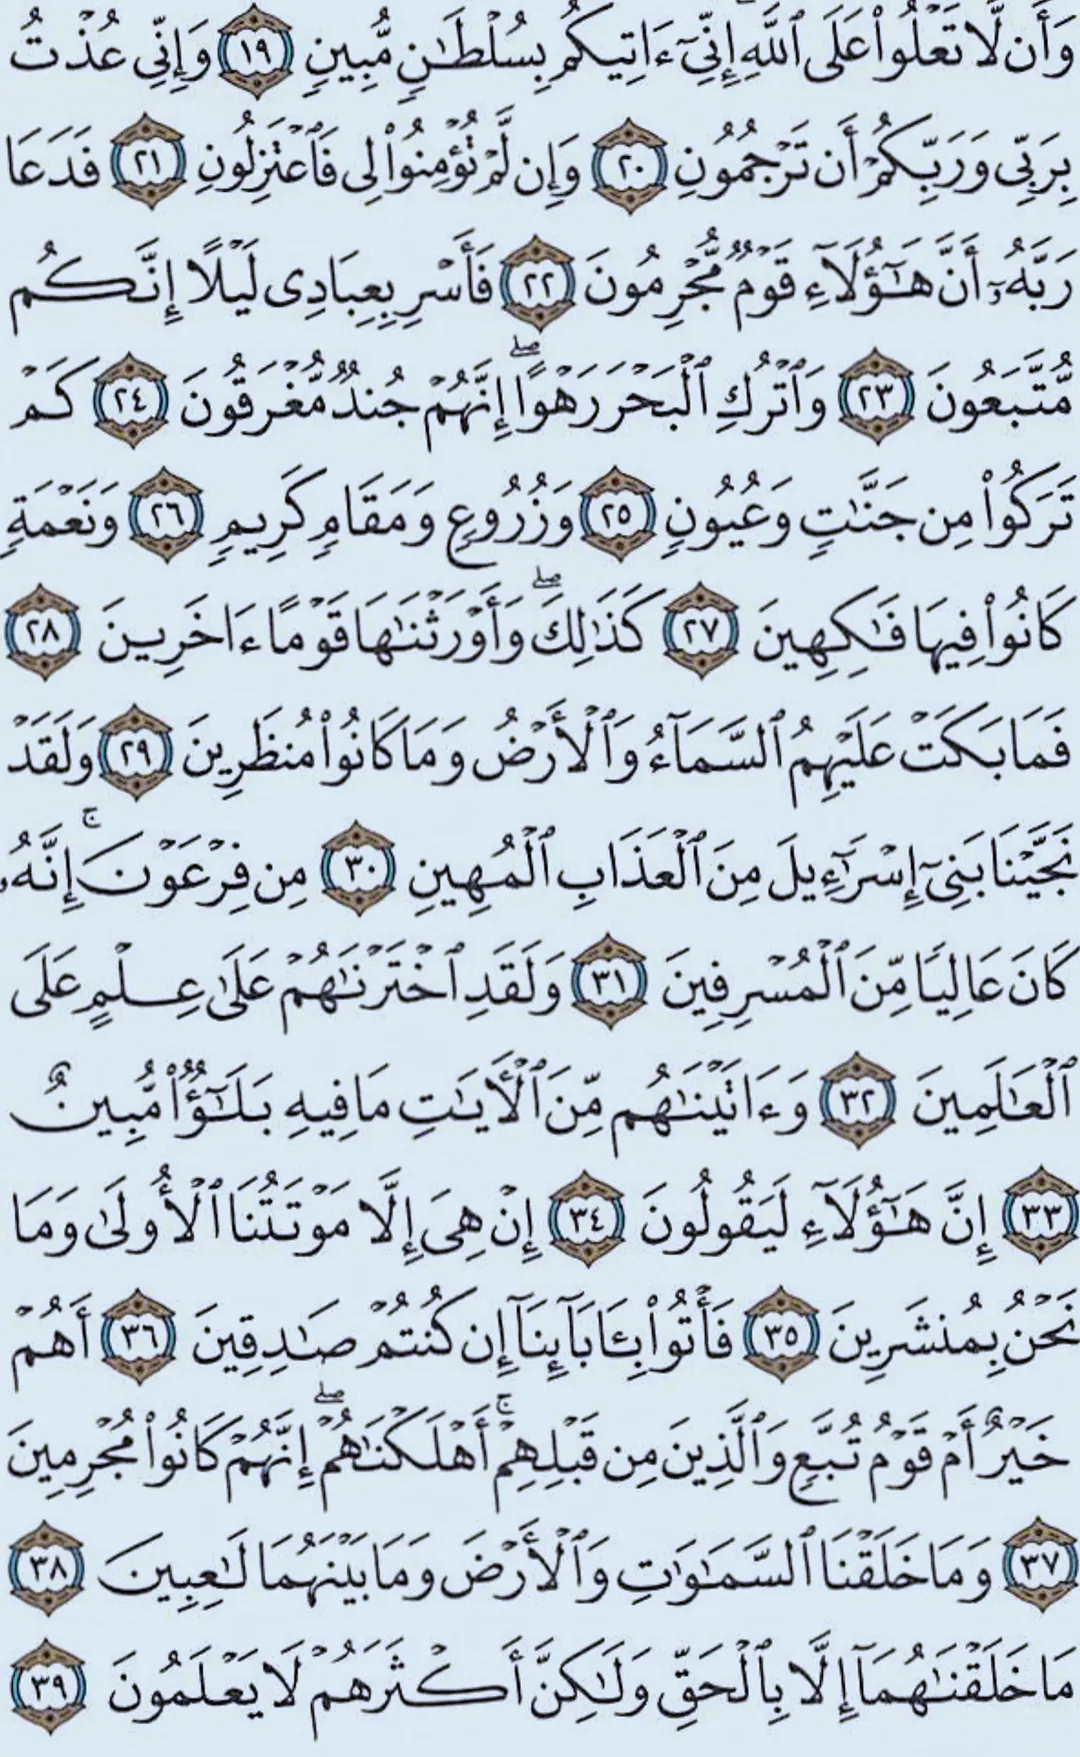 وَأَن لَّا تَعْلُوا۟ عَلَى ٱللَّهِ إِنِّىٓ ءَاتِيكُم بِسُلْطَـٰنٍ مُّبِينٍ ١٩ وَإِنِّى عُذْتُ
بِرَبِّى وَرَبِّكُمْ أَن تَرْجُمُونِ ٢٠ وَإِن لَّمْ تُؤْمِنُوا۟ لِى فَٱعْتَزِلُونِ ٢١ فَدَعَا
رَبَّهُۥٓ أَنَّ هَـٰٓؤُلَآءِ قَوْمٌ مُّجْرِمُونَ ٢٢ فَأَسْرِ بِعِبَادِى لَيْلًا إِنَّكُم
مُّتَّبَعُونَ ٢٣ وَٱتْرُكِ ٱلْبَحْرَ رَهْوًا ۖ إِنَّهُمْ جُندٌ مُّغْرَقُونَ ٢٤ كَمْ
تَرَكُوا۟ مِن جَنَّـٰتٍ وَعُيُونٍ ٢٥ وَزُرُوعٍ وَمَقَامٍ كَرِيمٍ ٢٦ وَنَعْمَةٍ
كَانُوا۟ فِيهَا فَـٰكِهِينَ ٢٧ كَذَٰلِكَ ۖ وَأَوْرَثْنَـٰهَا قَوْمًا ءَاخَرِينَ ٢٨
فَمَا بَكَتْ عَلَيْهِمُ ٱلسَّمَآءُ وَٱلْأَرْضُ وَمَا كَانُوا۟ مُنظَرِينَ ٢٩ وَلَقَدْ
نَجَّيْنَا بَنِىٓ إِسْرَٰٓءِيلَ مِنَ ٱلْعَذَابِ ٱلْمُهِينِ ٣٠ مِن فِرْعَوْنَ ۚ إِنَّهُۥ
كَانَ عَالِيًا مِّنَ ٱلْمُسْرِفِينَ ٣١ وَلَقَدِ ٱخْتَرْنَـٰهُمْ عَلَىٰ عِلْمٍ عَلَى
ٱلْعَـٰلَمِينَ ٣٢ وَءَاتَيْنَـٰهُم مِّنَ ٱلْـَٔايَـٰتِ مَا فِيهِ بَلَـٰٓؤٌا۟ مُّبِينٌ
٣٣ إِنَّ هَـٰٓؤُلَآءِ لَيَقُولُونَ ٣٤ إِنْ هِىَ إِلَّا مَوْتَتُنَا ٱلْأُولَىٰ وَمَا
نَحْنُ بِمُنشَرِينَ ٣٥ فَأْتُوا۟ بِـَٔابَآئِنَآ إِن كُنتُمْ صَـٰدِقِينَ ٣٦ أَهُمْ
خَيْرٌ أَمْ قَوْمُ تُبَّعٍ وَٱلَّذِينَ مِن قَبْلِهِمْ ۚ أَهْلَكْنَـٰهُمْ ۖ إِنَّهُمْ كَانُوا۟ مُجْرِمِينَ
٣٧ وَمَا خَلَقْنَا ٱلسَّمَـٰوَٰتِ وَٱلْأَرْضَ وَمَا بَيْنَهُمَا لَـٰعِبِينَ ٣٨
مَا خَلَقْنَـٰهُمَآ إِلَّا بِٱلْحَقِّ وَلَـٰكِنَّ أَكْثَرَهُمْ لَا يَعْلَمُونَ ٣٩